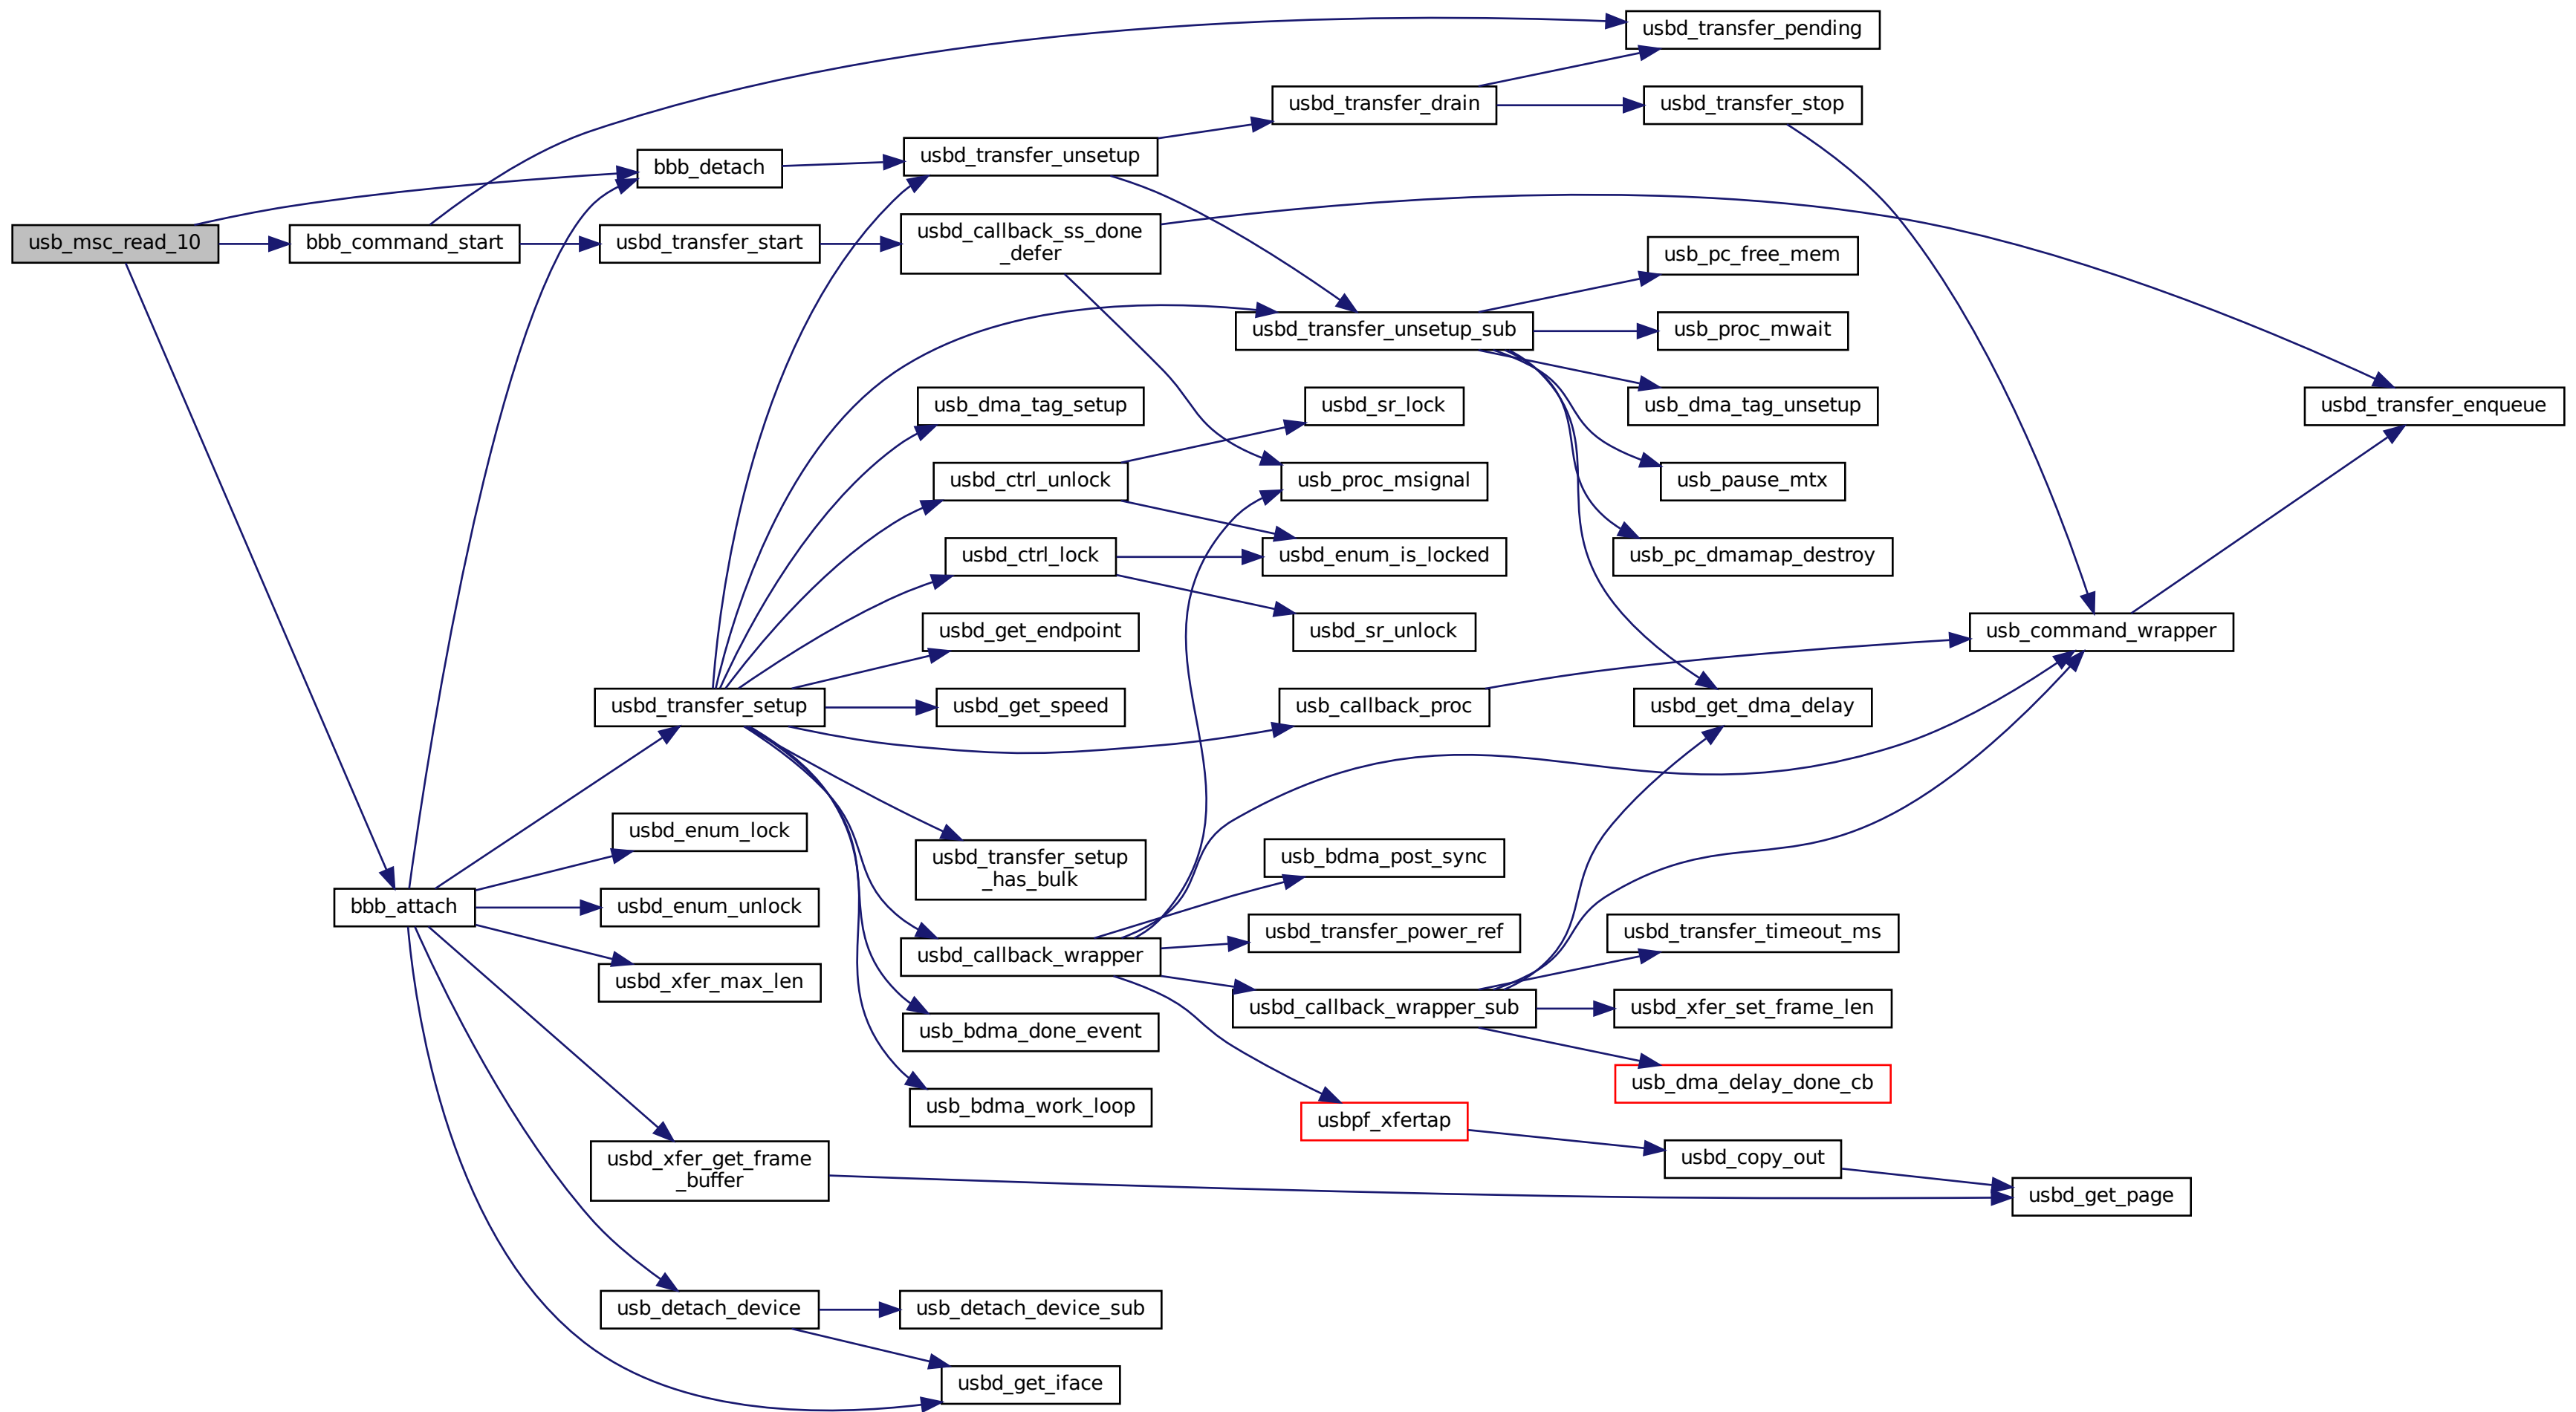 usbd_transfer_pending
usbd_transfer_drain
usbd_transfer_stop
usbd_transfer_unsetup
bbb_detach
usb_msc_read_10
bbb_command_start
usbd_transfer_start
usbd_callback_ss_done
_defer
usb_pc_free_mem
usbd_transfer_unsetup_sub
usb_proc_mwait
usb_dma_tag_setup
usbd_sr_lock
usb_dma_tag_unsetup
usbd_transfer_enqueue
usbd_ctrl_unlock
usb_proc_msignal
usb_pause_mtx
usbd_ctrl_lock
usbd_enum_is_locked
usb_pc_dmamap_destroy
usbd_get_endpoint
usbd_sr_unlock
usb_command_wrapper
usbd_transfer_setup
usbd_get_speed
usb_callback_proc
usbd_get_dma_delay
usbd_enum_lock
usbd_transfer_setup
_has_bulk
usb_bdma_post_sync
bbb_attach
usbd_enum_unlock
usbd_transfer_power_ref
usbd_transfer_timeout_ms
usbd_callback_wrapper
usbd_xfer_max_len
usbd_callback_wrapper_sub
usbd_xfer_set_frame_len
usb_bdma_done_event
usb_dma_delay_done_cb
usb_bdma_work_loop
usbpf_xfertap
usbd_xfer_get_frame
_buffer
usbd_copy_out
usbd_get_page
usb_detach_device
usb_detach_device_sub
usbd_get_iface